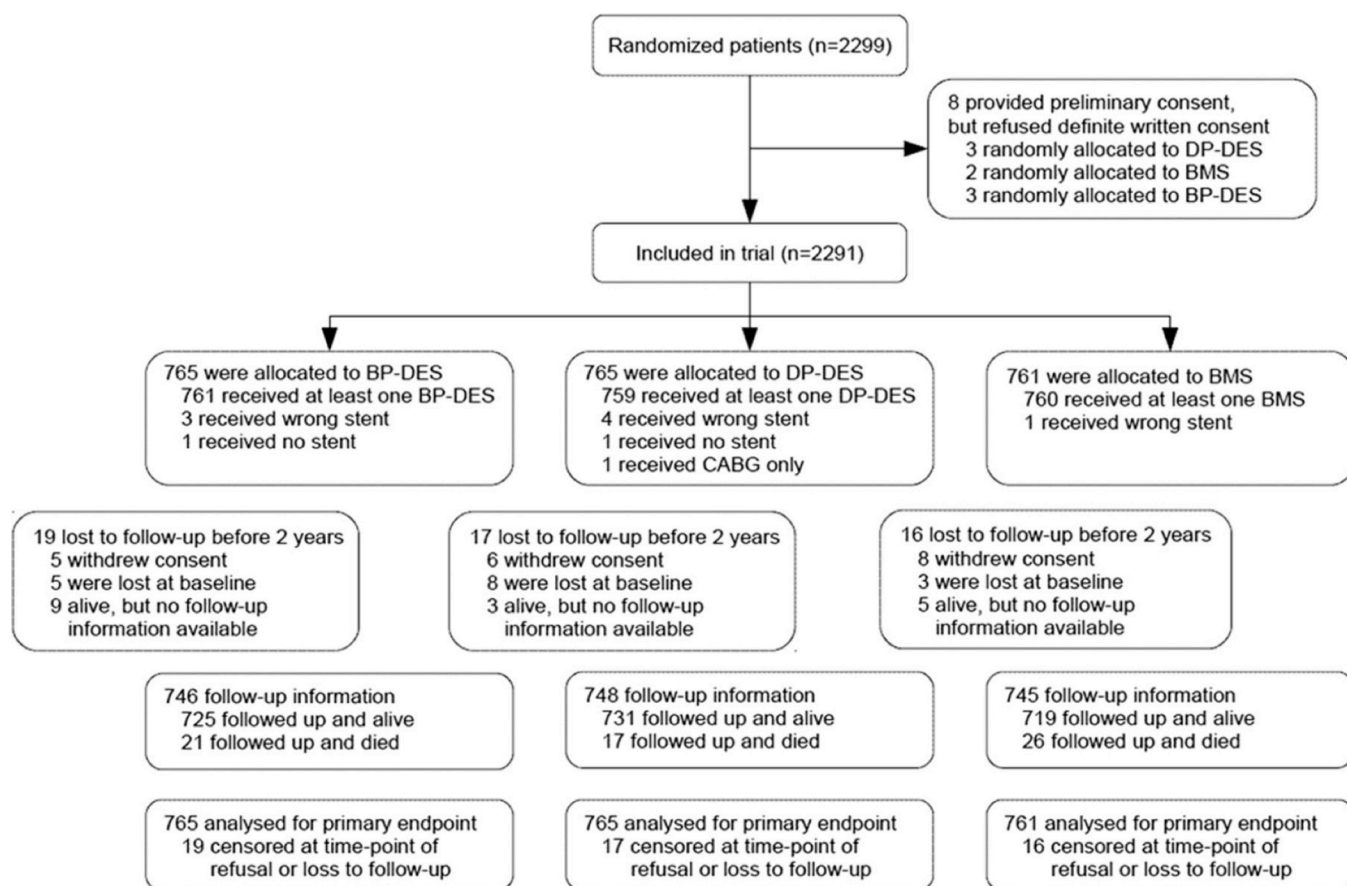 Randomized patients (n=2299)
8 provided preliminary consent,
but refused definite written consent
3 randomly allocated to DP-DES
2 randomly allocated to BMS
3 randomly allocated to BP-DES
Included in trial (n=2291)
765 were allocated to BP-DES
761 received at least one BP-DES
3 received wrong stent
1 received no stent
765 were allocated to DP-DES
759 received at least one DP-DES
4 received wrong stent
1 received no stent
1 received CABG only
761 were allocated to BMS
760 received at least one BMS
1 received wrong stent
19 lost to follow-up before 2 years
5 withdrew consent
5 were lost at baseline
9 alive, but no follow-up
information available
17 lost to follow-up before 2 years
6 withdrew consent
8 were lost at baseline
3 alive, but no follow-up
information available
16 lost to follow-up before 2 years
8 withdrew consent
3 were lost at baseline
5 alive, but no follow-up
information available
746 follow-up information
725 followed up and alive
21 followed up and died
748 follow-up information
731 followed up and alive
17 followed up and died
745 follow-up information
719 followed up and alive
26 followed up and died
765 analysed for primary endpoint
19 censored at time-point of
refusal or loss to follow-up
765 analysed for primary endpoint
17 censored at time-point of
refusal or loss to follow-up
761 analysed for primary endpoint
16 censored at time-point of
refusal or loss to follow-up